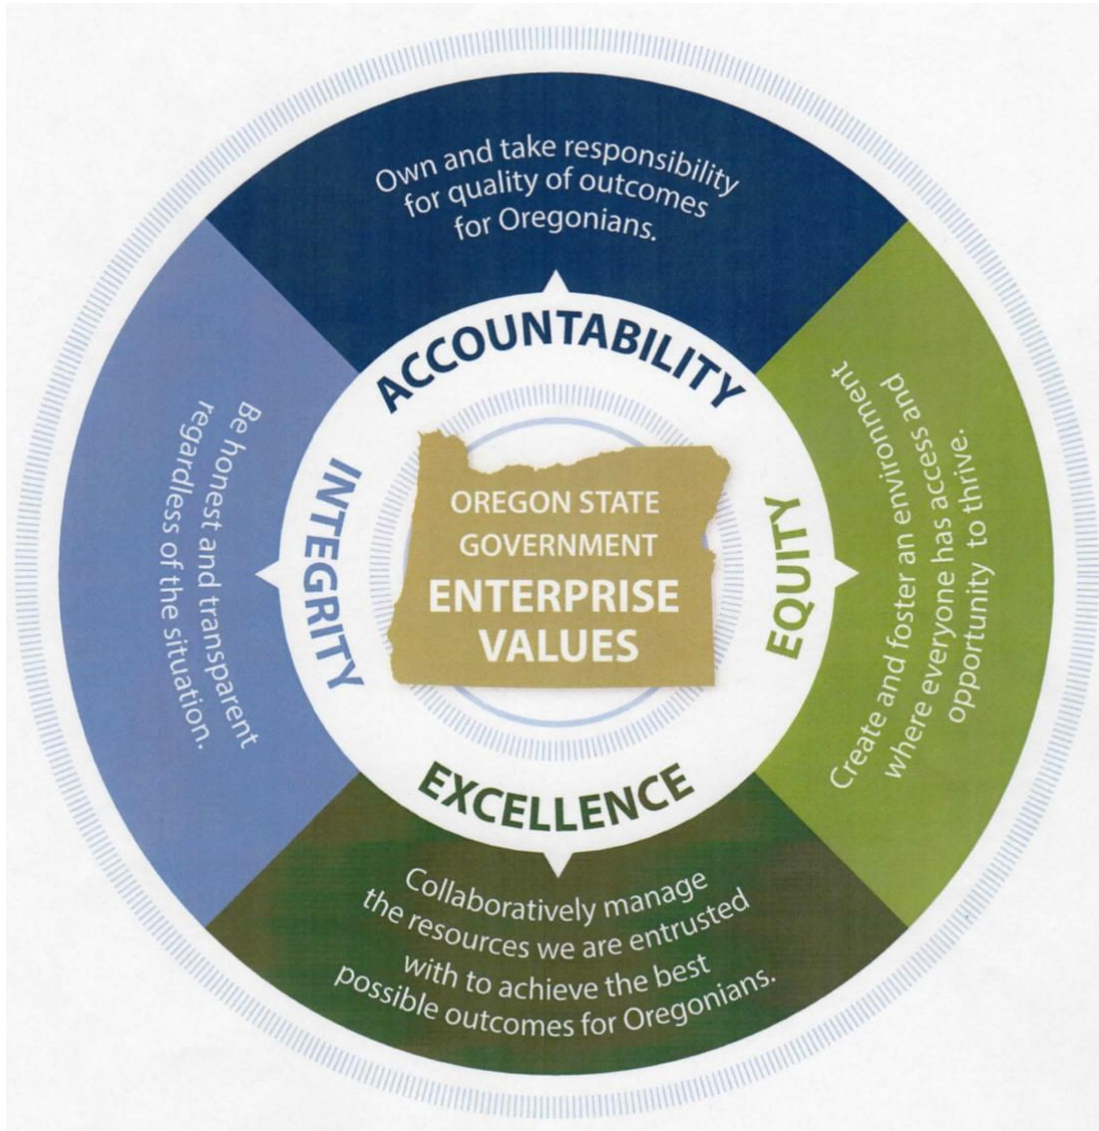 Own and take responsibility
for quality of outcomes
for Oregonians.
ACCOUNTABILITY
Create and foster an environment
where everyone has access and
opportunity to thrive.
EQUITY
EXCELLENCE
Collaboratively manage
the resources we are entrusted
with to achieve the best
possible outcomes for Oregonians.
INTEGRITY
Be honest and transparent
regardless of the situation.
OREGON STATE
GOVERNMENT
ENTERPRISE
VALUES